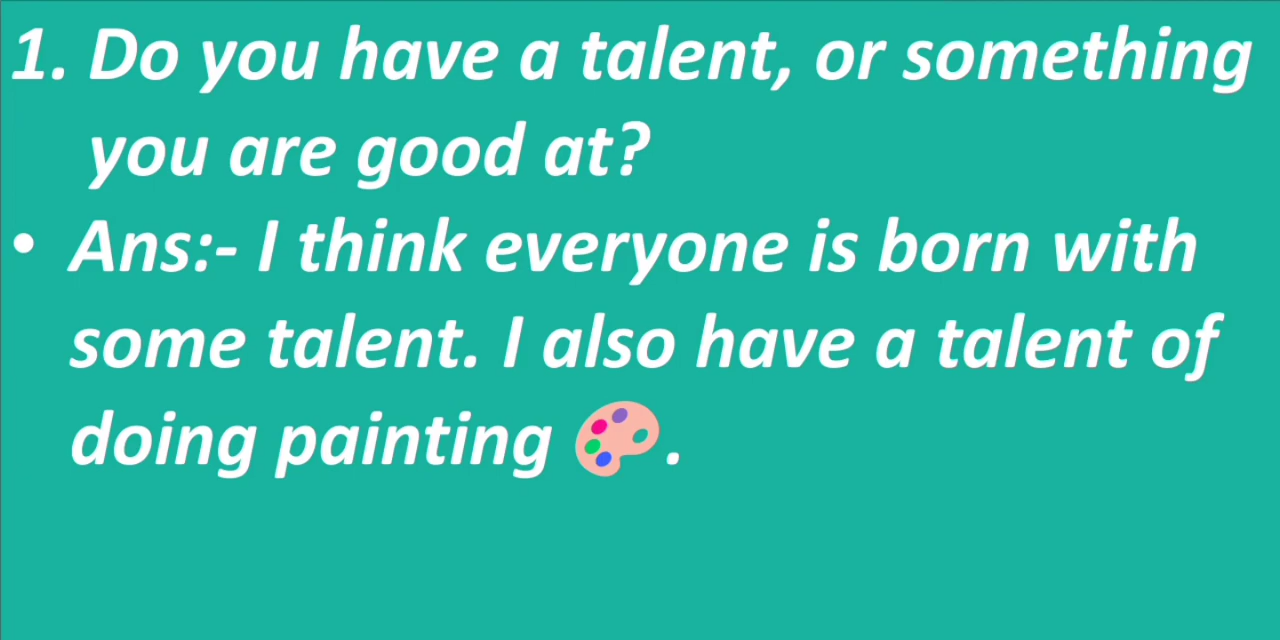 1. Do you have a talent, or something
you are good at?
• Ans:- I think everyone is born with
some talent. I also have a talent of
doing painting 🎨.